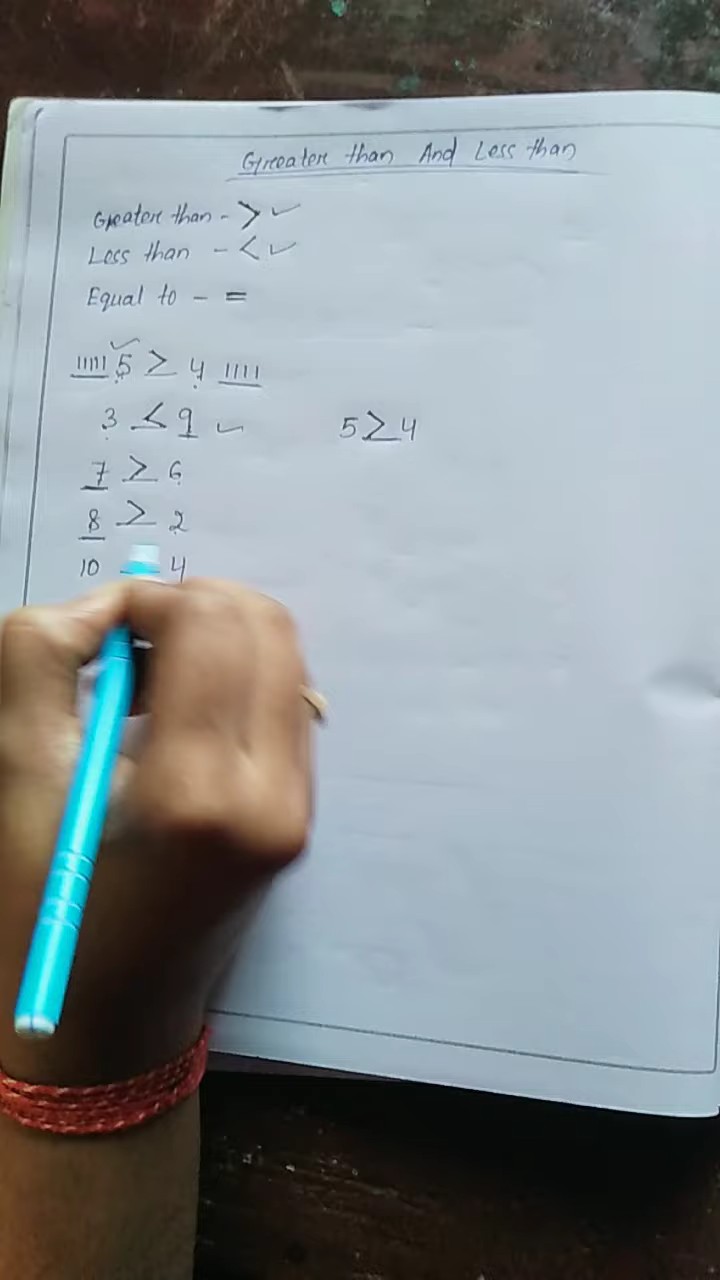 Greater than And Less than
Greater than - > ✓
Less than - < ✓
Equal to - =
IIIII 5 > 4 IIII
3 < 9 ✓
5 > 4
7 > 6
8 > 2
10 _ 4